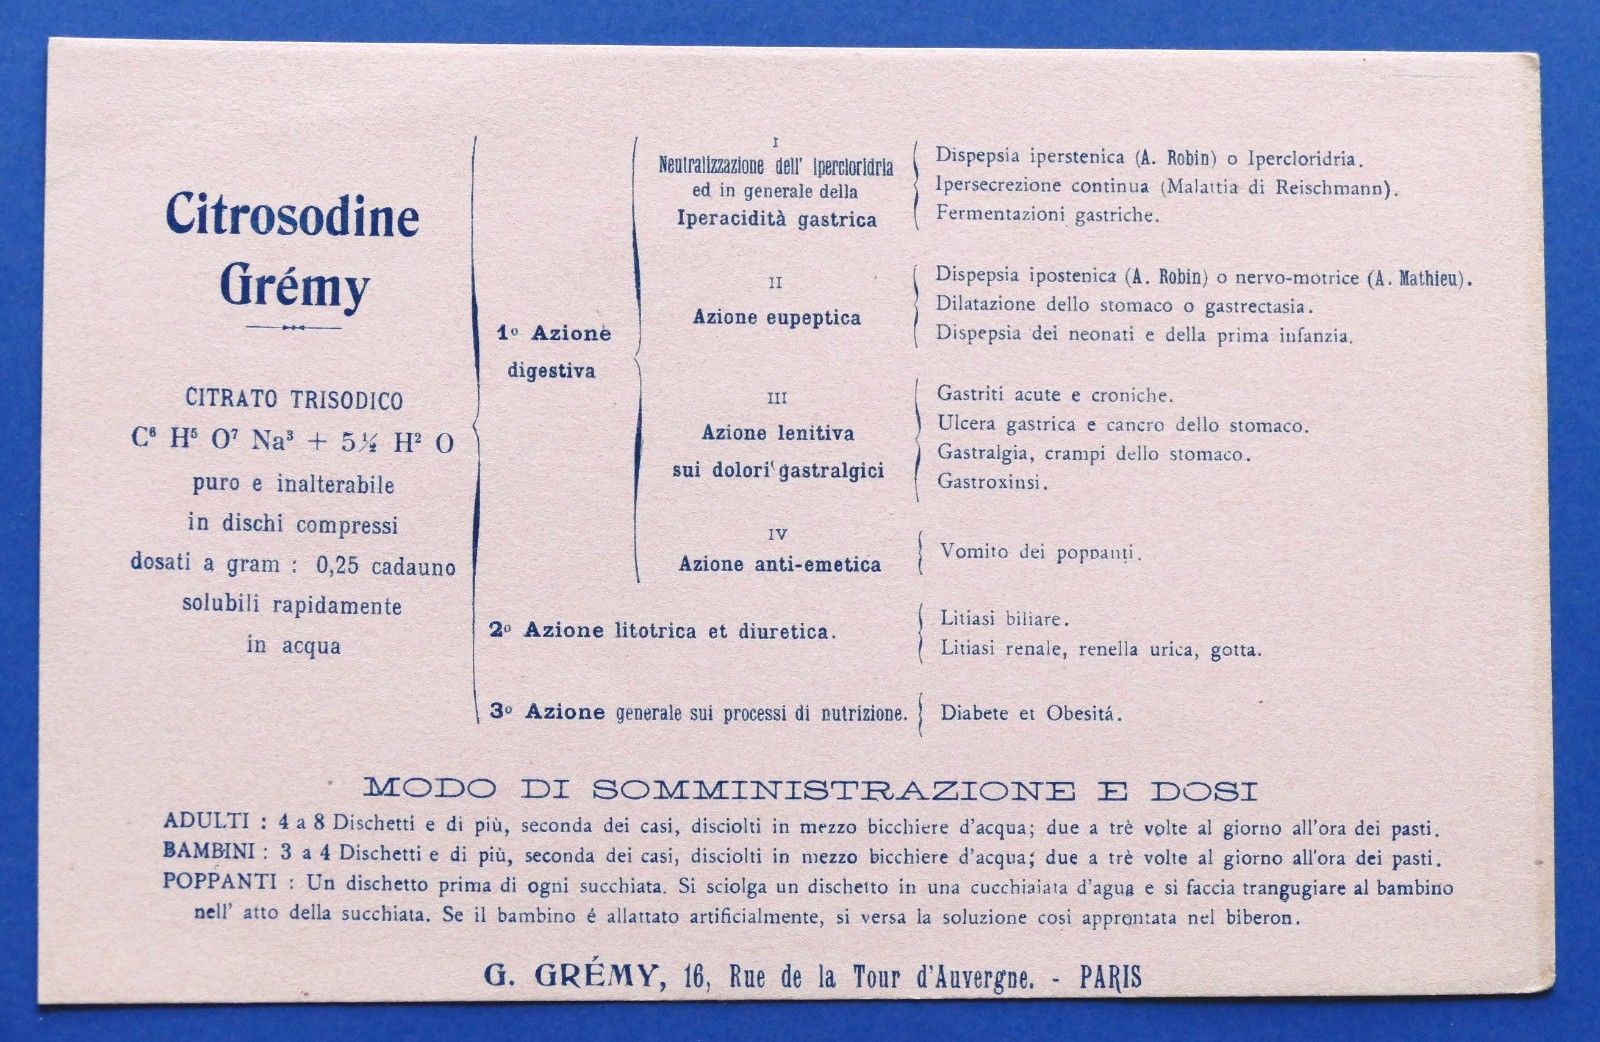 Citrosodine
Grémy
CITRATO TRISODICO
C⁶ H⁵ O⁷ Na³ + 5½ H² O
puro e inalterabile
in dischi compressi
dosati a gram : 0,25 cadauno
solubili rapidamente
in acqua
1º Azione
digestiva
I
Neutralizzazione dell' Ipercloridria
ed in generale della
Iperacidità gastrica
Dispepsia iperstenica (A. Robin) o Ipercloridria.
Ipersecrezione continua (Malattia di Reischmann).
Fermentazioni gastriche.
II
Azione eupeptica
Dispepsia ipostenica (A. Robin) o nervo-motrice (A. Mathieu).
Dilatazione dello stomaco o gastrectasia.
Dispepsia dei neonati e della prima infanzia.
III
Azione lenitiva
sui dolori gastralgici
Gastriti acute e croniche.
Ulcera gastrica e cancro dello stomaco.
Gastralgia, crampi dello stomaco.
Gastroxinsi.
IV
Azione anti-emetica
Vomito dei poppanti.
2º Azione litotrica et diuretica.
Litiasi biliare.
Litiasi renale, renella urica, gotta.
3º Azione generale sui processi di nutrizione.
Diabete et Obesitá.
MODO DI SOMMINISTRAZIONE E DOSI
ADULTI : 4 a 8 Dischetti e di più, seconda dei casi, disciolti in mezzo bicchiere d'acqua; due a trè volte al giorno all'ora dei pasti.
BAMBINI : 3 a 4 Dischetti e di più, seconda dei casi, disciolti in mezzo bicchiere d'acqua; due a trè volte al giorno all'ora dei pasti.
POPPANTI : Un dischetto prima di ogni succhiata. Si sciolga un dischetto in una cucchiaiata d'agua e si faccia trangugiare al bambino
nell' atto della succhiata. Se il bambino é allattato artificialmente, si versa la soluzione cosi approntata nel biberon.
G. GRÉMY, 16, Rue de la Tour d'Auvergne. - PARIS